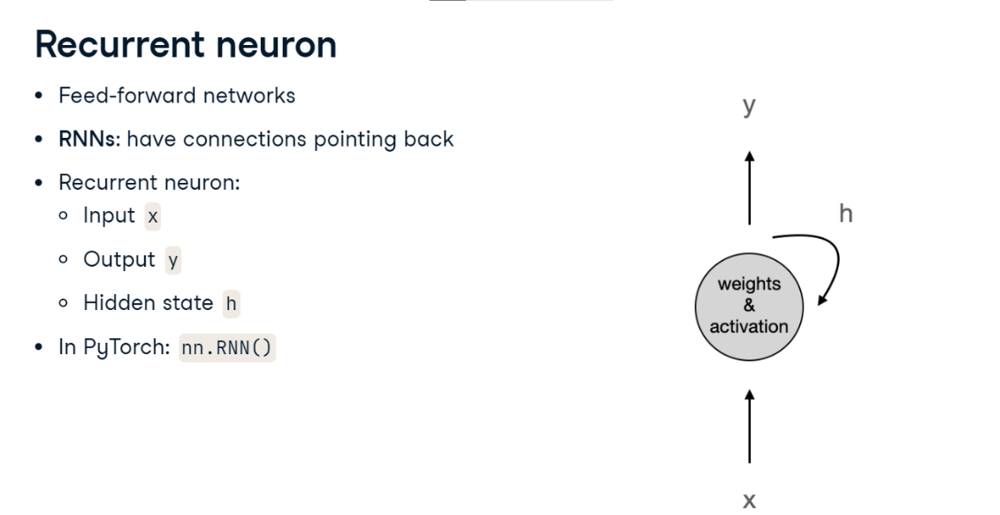 Recurrent neuron
• Feed-forward networks
• RNNs: have connections pointing back
• Recurrent neuron:
○ Input x
○ Output y
○ Hidden state h
• In PyTorch: nn.RNN()
y
h
weights
&
activation
x